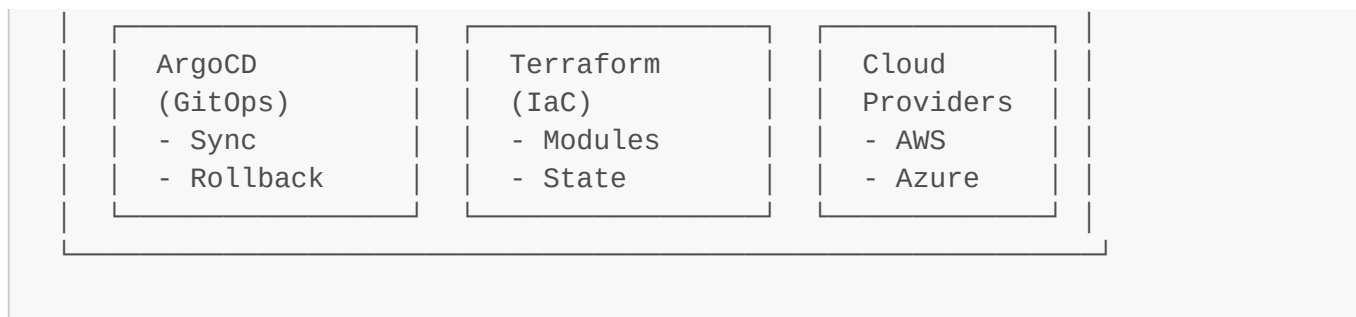 ArgoCD Terraform Cloud
(GitOps) (IaC) Providers
- Sync - Modules - AWS
- Rollback - State - Azure